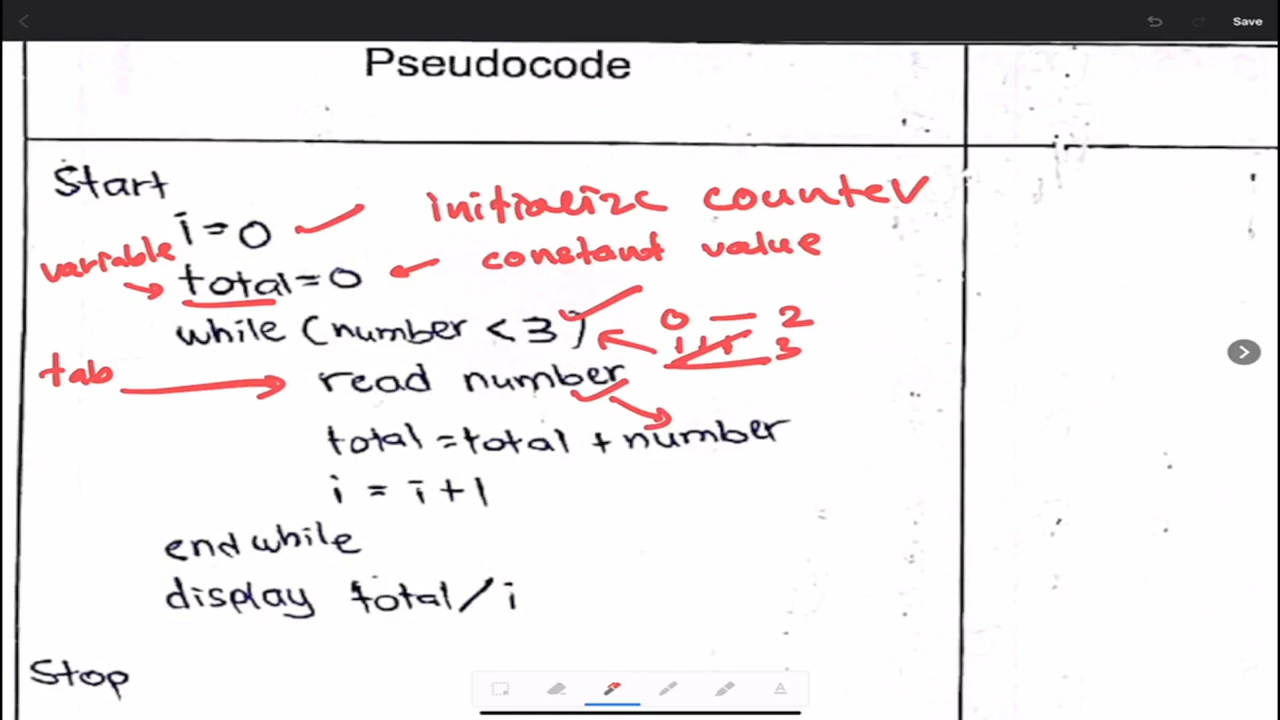 Save
Pseudocode
Start
i=0 initialize counter
variable
total=0 constant value
while (number <3) 0 — 2
3
tab read number
total=total + number
i = i+1
endwhile
display total/i
Stop
A